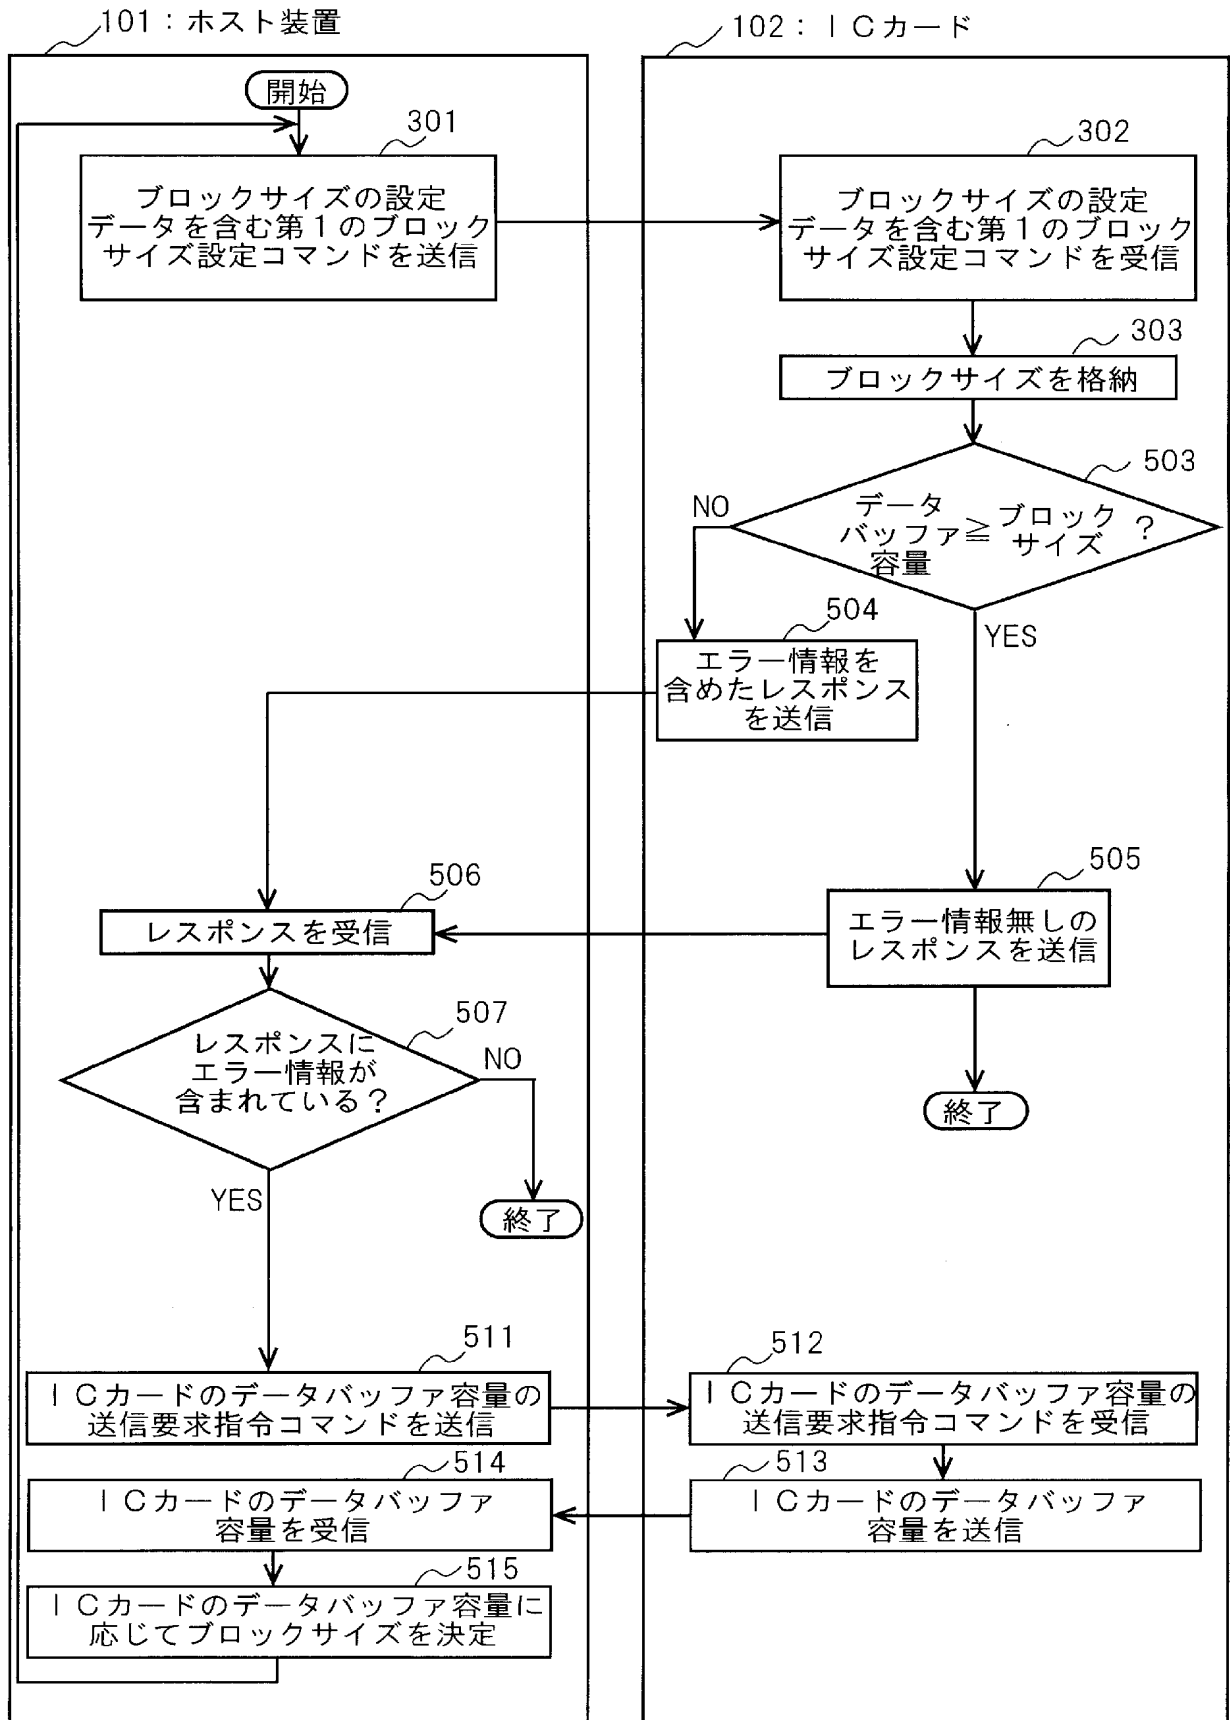 101：ホスト装置
102：ＩＣカード
開始
301
ブロックサイズの設定
データを含む第１のブロック
サイズ設定コマンドを送信
302
ブロックサイズの設定
データを含む第１のブロック
サイズ設定コマンドを受信
303
ブロックサイズを格納
503
データ
バッファ
容量
≧
ブロック
サイズ
？
NO
YES
504
エラー情報を
含めたレスポンス
を送信
505
エラー情報無しの
レスポンスを送信
終了
506
レスポンスを受信
507
レスポンスに
エラー情報が
含まれている？
NO
YES
終了
511
ＩＣカードのデータバッファ容量の
送信要求指令コマンドを送信
512
ＩＣカードのデータバッファ容量の
送信要求指令コマンドを受信
513
ＩＣカードのデータバッファ
容量を送信
514
ＩＣカードのデータバッファ
容量を受信
515
ＩＣカードのデータバッファ容量に
応じてブロックサイズを決定